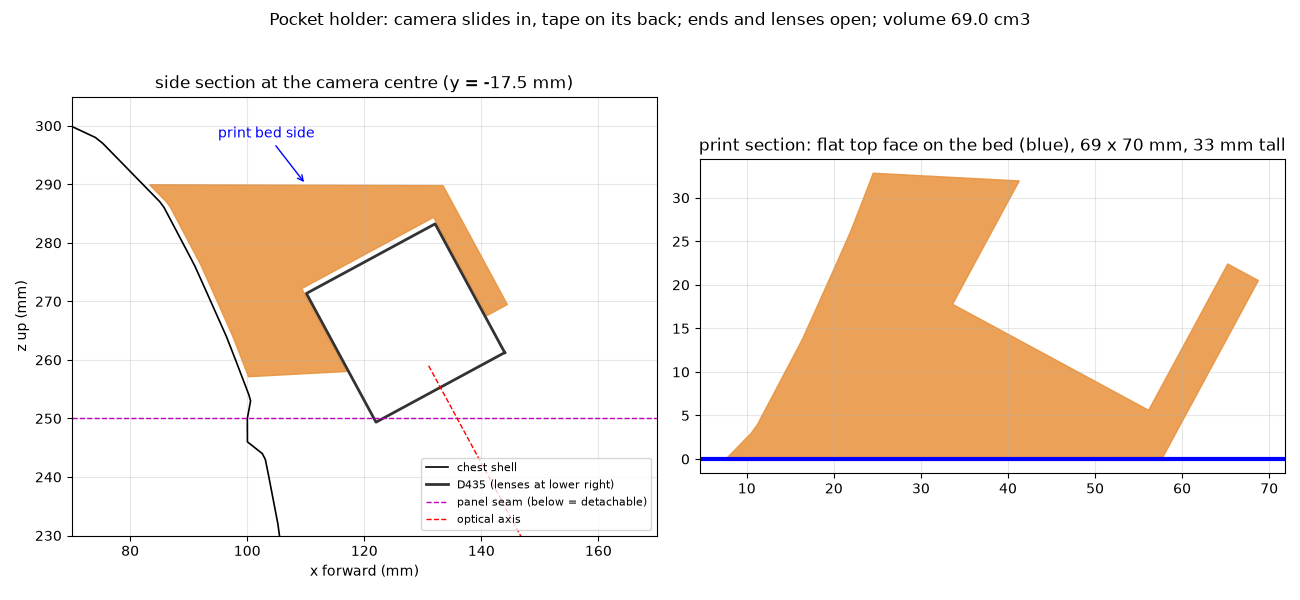 Pocket holder: camera slides in, tape on its back; ends and lenses open; volume 69.0 cm3
side section at the camera centre (y = -17.5 mm)
print bed side
300
290
280
270
260
250
240
230
z up (mm)
80
100
120
140
160
x forward (mm)
chest shell
D435 (lenses at lower right)
panel seam (below = detachable)
optical axis
print section: flat top face on the bed (blue), 69 x 70 mm, 33 mm tall
30
25
20
15
10
5
0
10
20
30
40
50
60
70